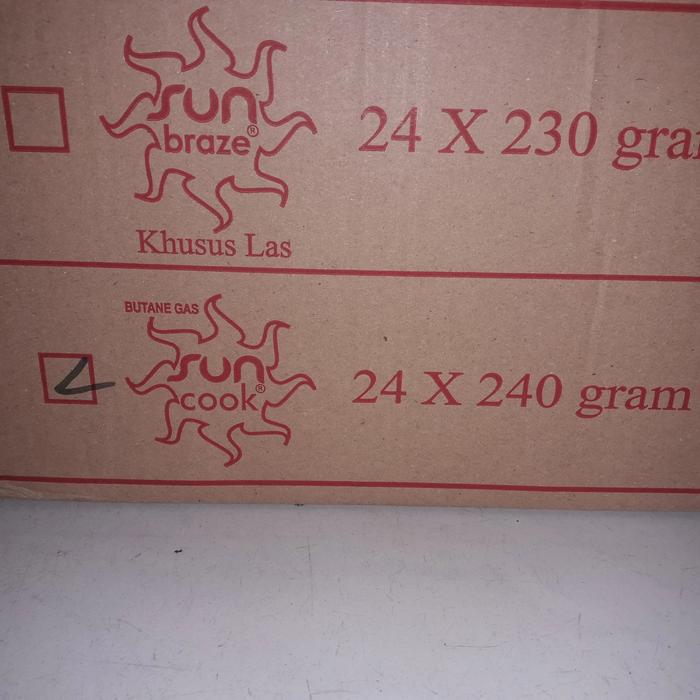 sun
braze®
24 X 230 gra
Khusus Las
BUTANE GAS
sun
cook®
24 X 240 gram